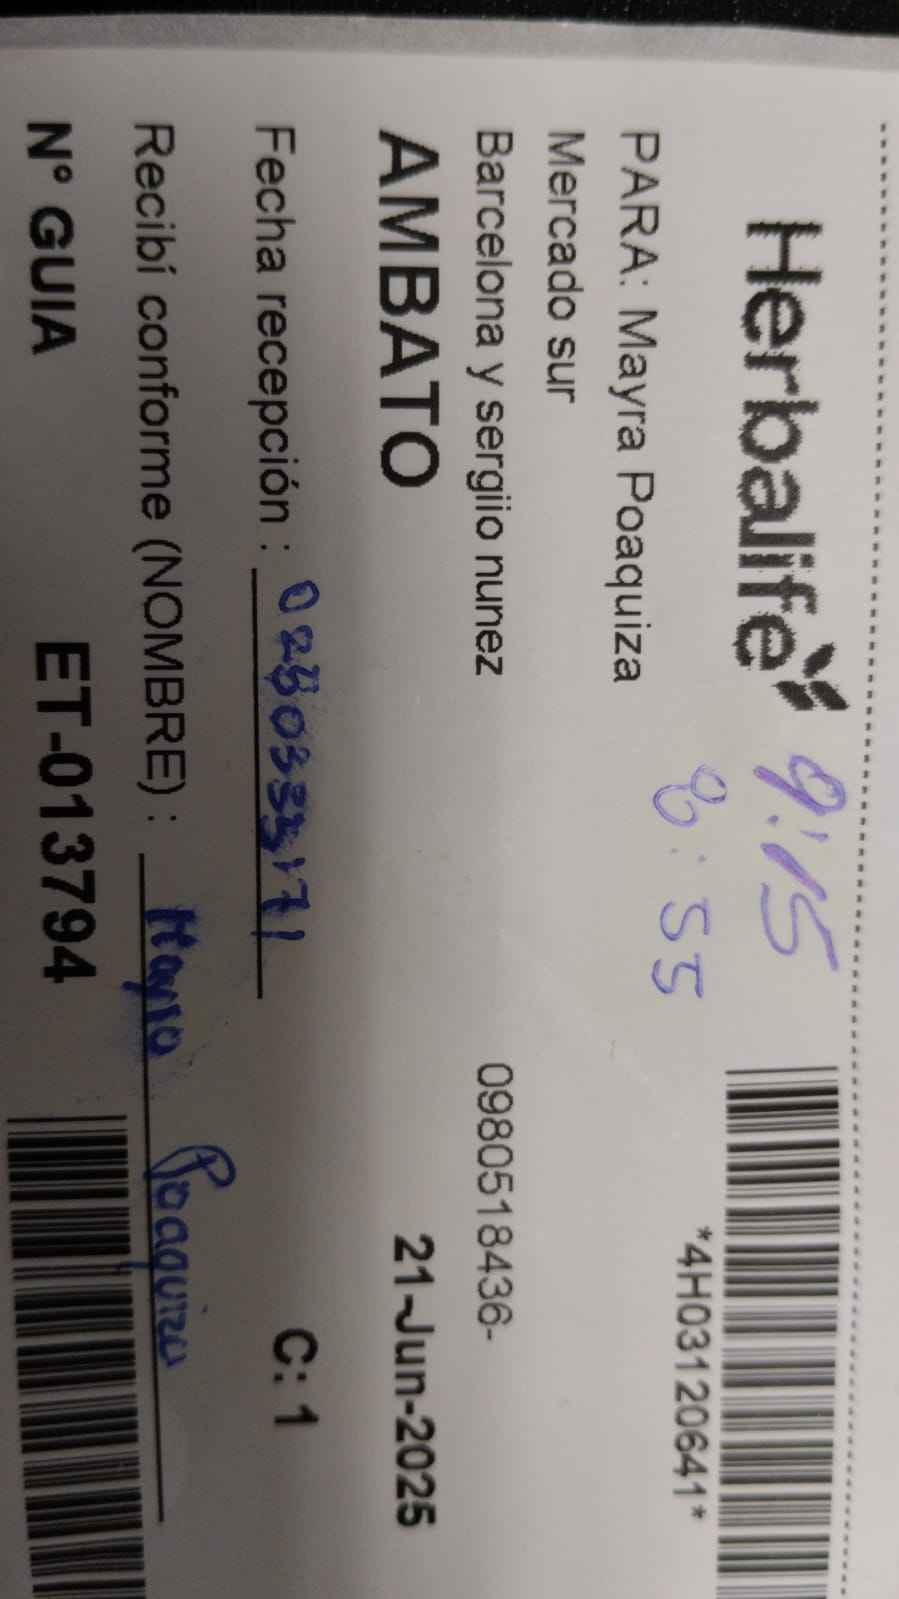 Herbalife
9:15
8:55
*4H03120641*
PARA: Mayra Poaquiza
Mercado sur
Barcelona y sergiio nunez
0980518436-
AMBATO
21-Jun-2025
Fecha recepción :
C: 1
Recibí conforme (NOMBRE) : Mayra Poaquiza
N° GUIA ET-013794